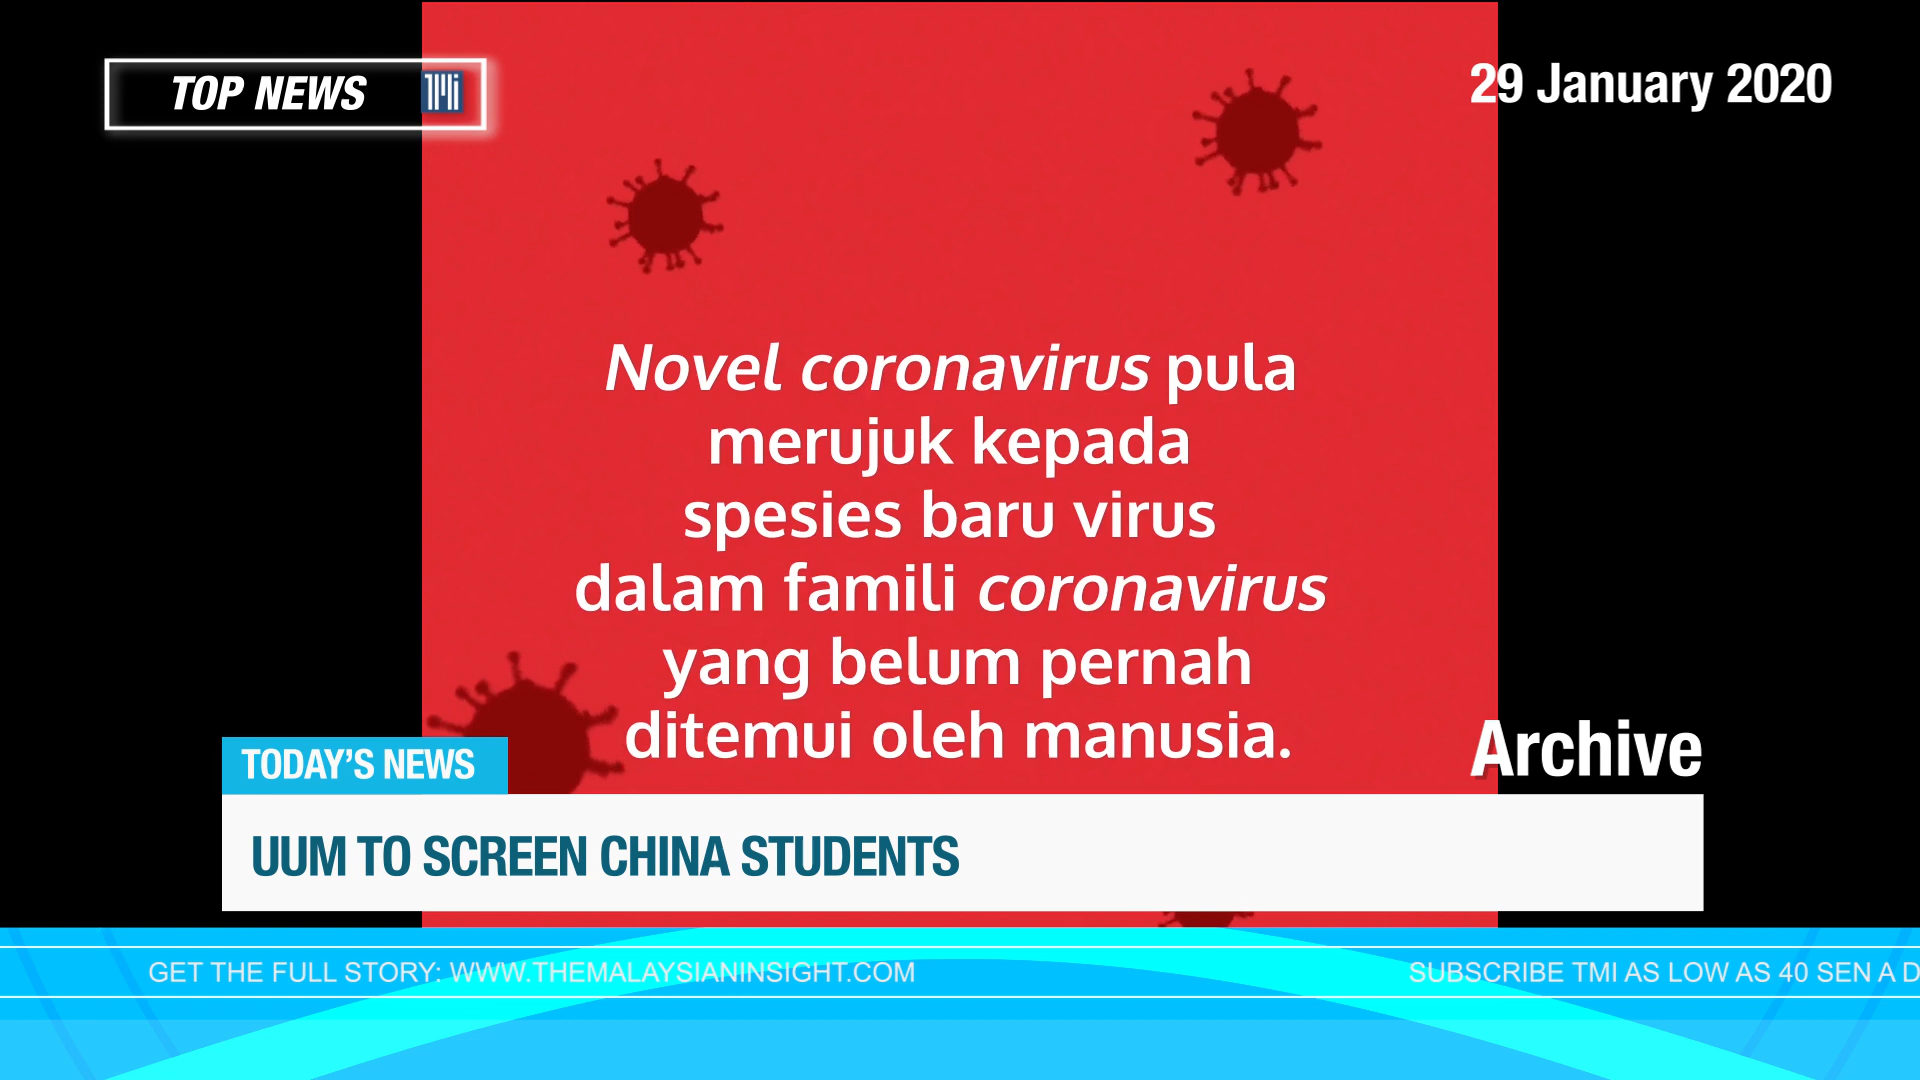 TOP NEWS
TMI
29 January 2020
Novel coronavirus pula
merujuk kepada
spesies baru virus
dalam famili coronavirus
yang belum pernah
ditemui oleh manusia.
Archive
TODAY'S NEWS
UUM TO SCREEN CHINA STUDENTS
GET THE FULL STORY: WWW.THEMALAYSIANINSIGHT.COM
SUBSCRIBE TMI AS LOW AS 40 SEN A D